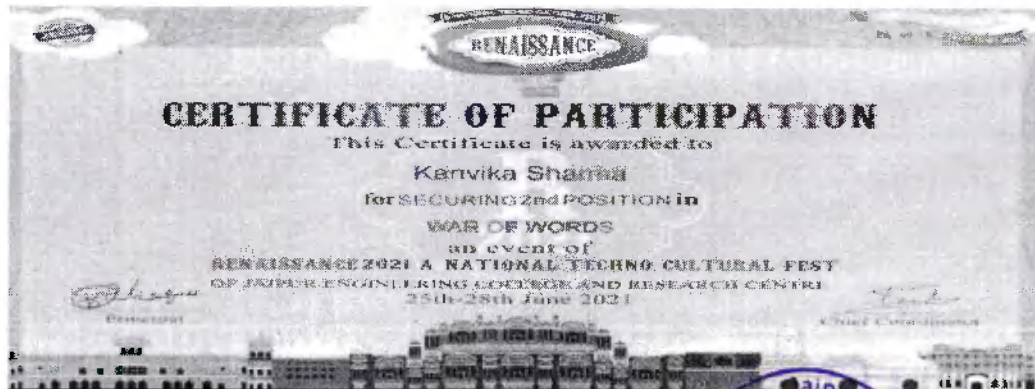 RENAISSANCE
CERTIFICATE OF PARTICIPATION
This Certificate is awarded to
Kanvika Sharma
for SECURING 2nd POSITION in
WAR OF WORDS
an event of
RENAISSANCE 2021 A NATIONAL TECHNO CULTURAL FEST
OF JAIPUR ENGINEERING COLLEGE AND RESEARCH CENTRE
25th-28th June 2021
Principal
Chief Coordinator